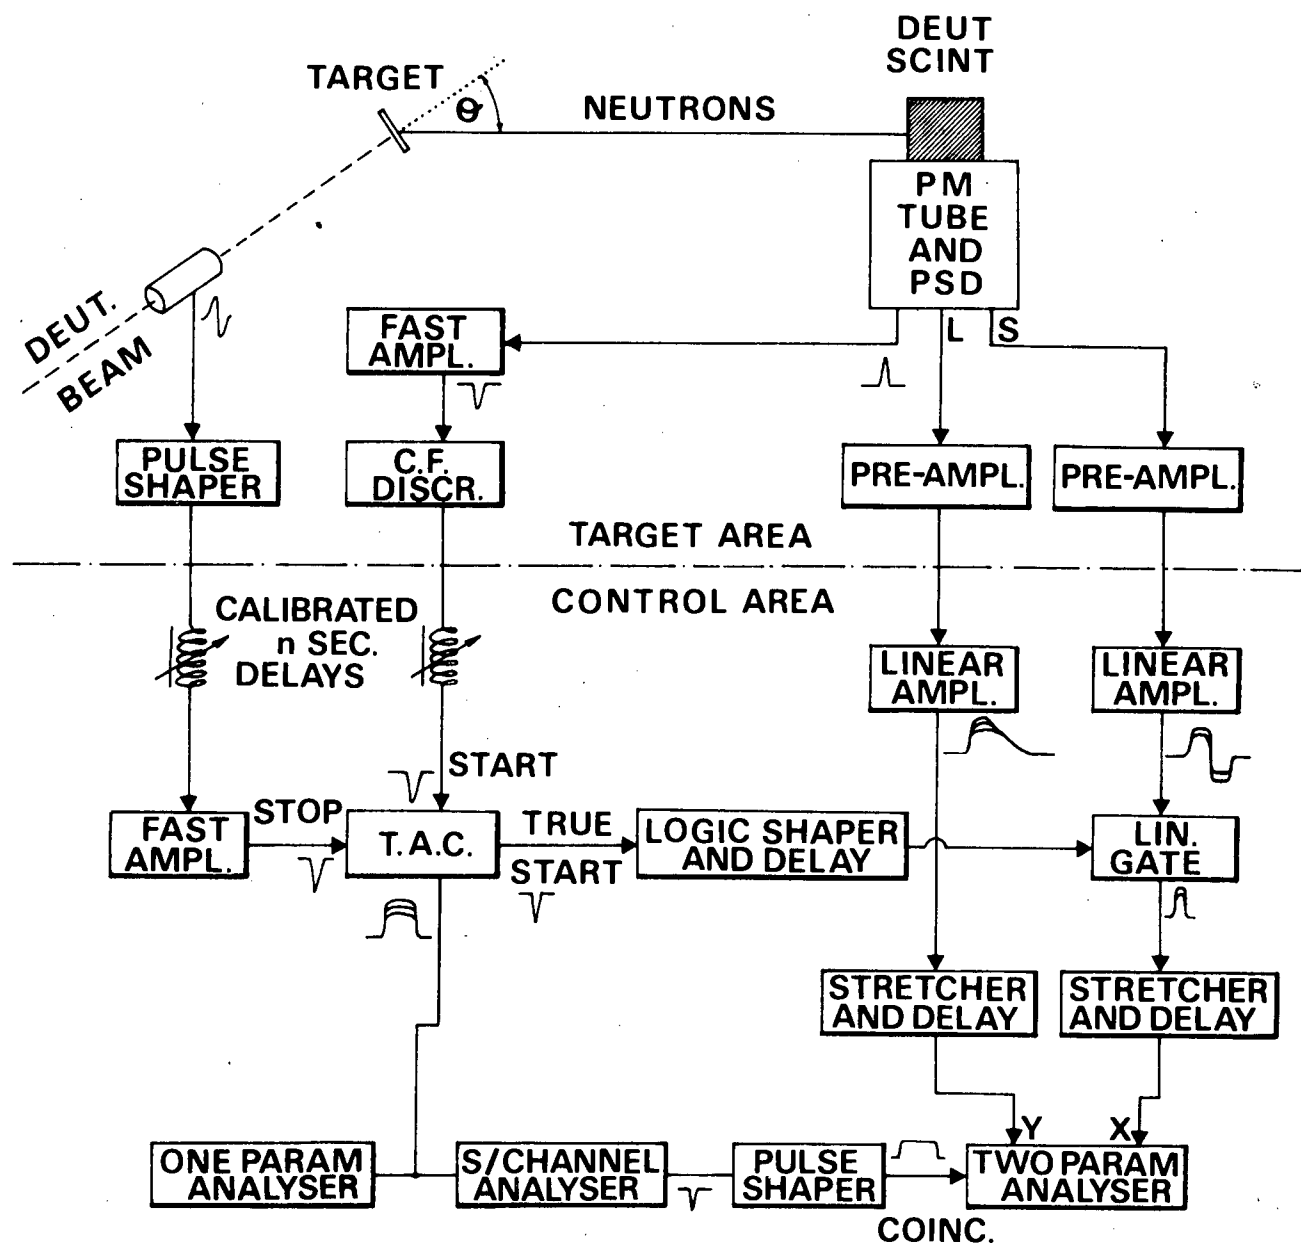 DEUT
SCINT
TARGET
Θ
NEUTRONS
PM
TUBE
AND
PSD
DEUT.
BEAM
FAST
AMPL.
L
S
PULSE
SHAPER
C.F.
DISCR.
PRE-AMPL.
PRE-AMPL.
TARGET AREA
CONTROL AREA
CALIBRATED
n SEC.
DELAYS
LINEAR
AMPL.
LINEAR
AMPL.
START
STOP
FAST
AMPL.
T.A.C.
TRUE
START
LOGIC SHAPER
AND DELAY
LIN.
GATE
STRETCHER
AND DELAY
STRETCHER
AND DELAY
Y
X
ONE PARAM
ANALYSER
S/CHANNEL
ANALYSER
PULSE
SHAPER
TWO PARAM
ANALYSER
COINC.